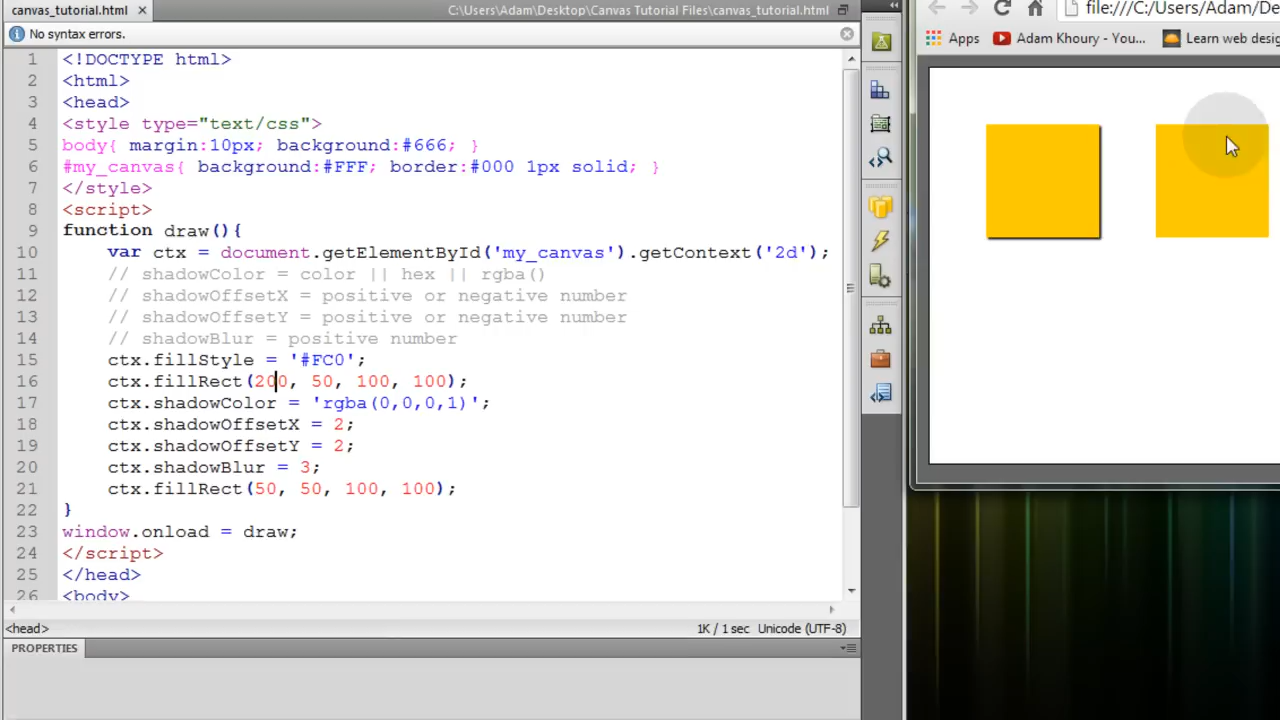 canvas_tutorial.html
C:\Users\Adam\Desktop\Canvas Tutorial Files\canvas_tutorial.html
No syntax errors.
1 <!DOCTYPE html>
2 <html>
3 <head>
4 <style type="text/css">
5 body{ margin:10px; background:#666; }
6 #my_canvas{ background:#FFF; border:#000 1px solid; }
7 </style>
8 <script>
9 function draw(){
10 var ctx = document.getElementById('my_canvas').getContext('2d');
11 // shadowColor = color || hex || rgba()
12 // shadowOffsetX = positive or negative number
13 // shadowOffsetY = positive or negative number
14 // shadowBlur = positive number
15 ctx.fillStyle = '#FC0';
16 ctx.fillRect(200, 50, 100, 100);
17 ctx.shadowColor = 'rgba(0,0,0,1)';
18 ctx.shadowOffsetX = 2;
19 ctx.shadowOffsetY = 2;
20 ctx.shadowBlur = 3;
21 ctx.fillRect(50, 50, 100, 100);
22 }
23 window.onload = draw;
24 </script>
25 </head>
26 <body>
<head>
1K / 1 sec Unicode (UTF-8)
PROPERTIES
file:///C:/Users/Adam/De
Apps Adam Khoury - You... Learn web desig